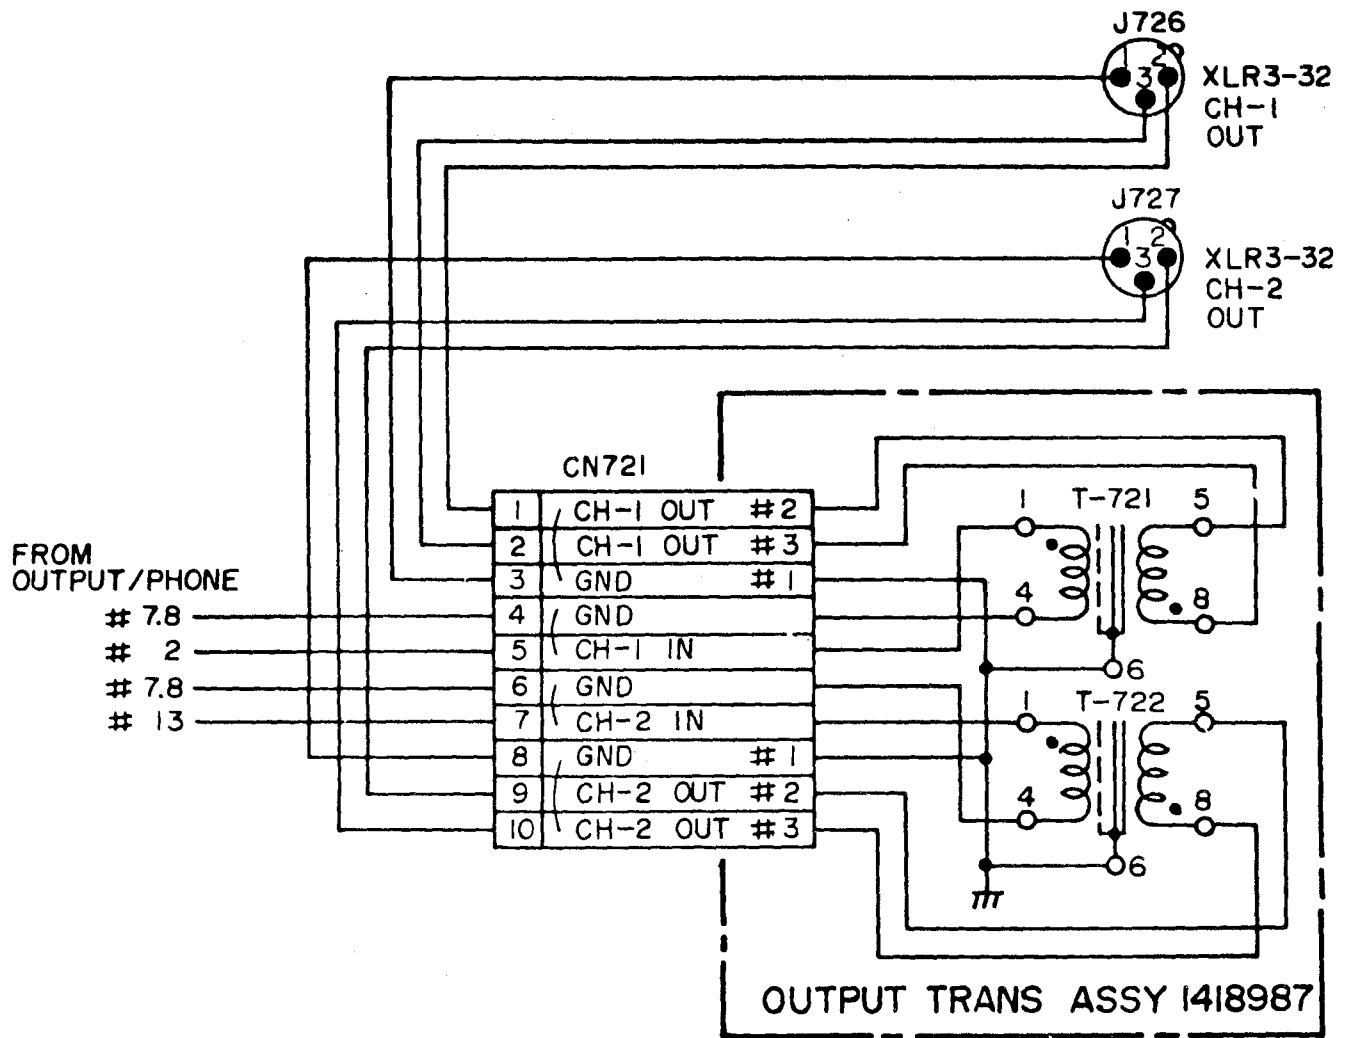 J726
1 2
3
XLR3-32
CH-1
OUT
J727
1 2
3
XLR3-32
CH-2
OUT
CN721
1 CH-1 OUT #2
2 CH-1 OUT #3
3 GND #1
4 GND
5 CH-1 IN
6 GND
7 CH-2 IN
8 GND #1
9 CH-2 OUT #2
10 CH-2 OUT #3
FROM
OUTPUT/PHONE
# 7.8
# 2
# 7.8
# 13
1 T-721 5
4 8
6
1 T-722 5
4 8
6
OUTPUT TRANS ASSY 1418987